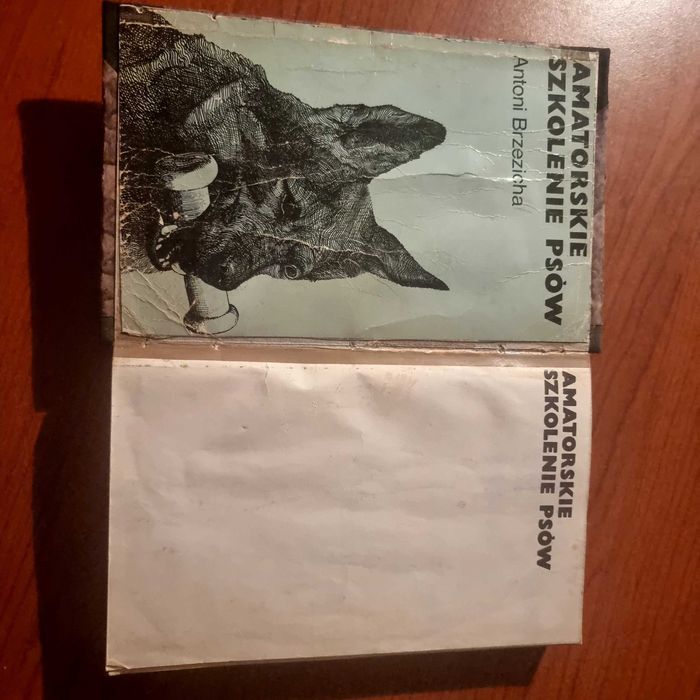 AMATORSKIE
SZKOLENIE PSÓW
Antoni Brzezicha
AMATORSKIE
SZKOLENIE PSÓW